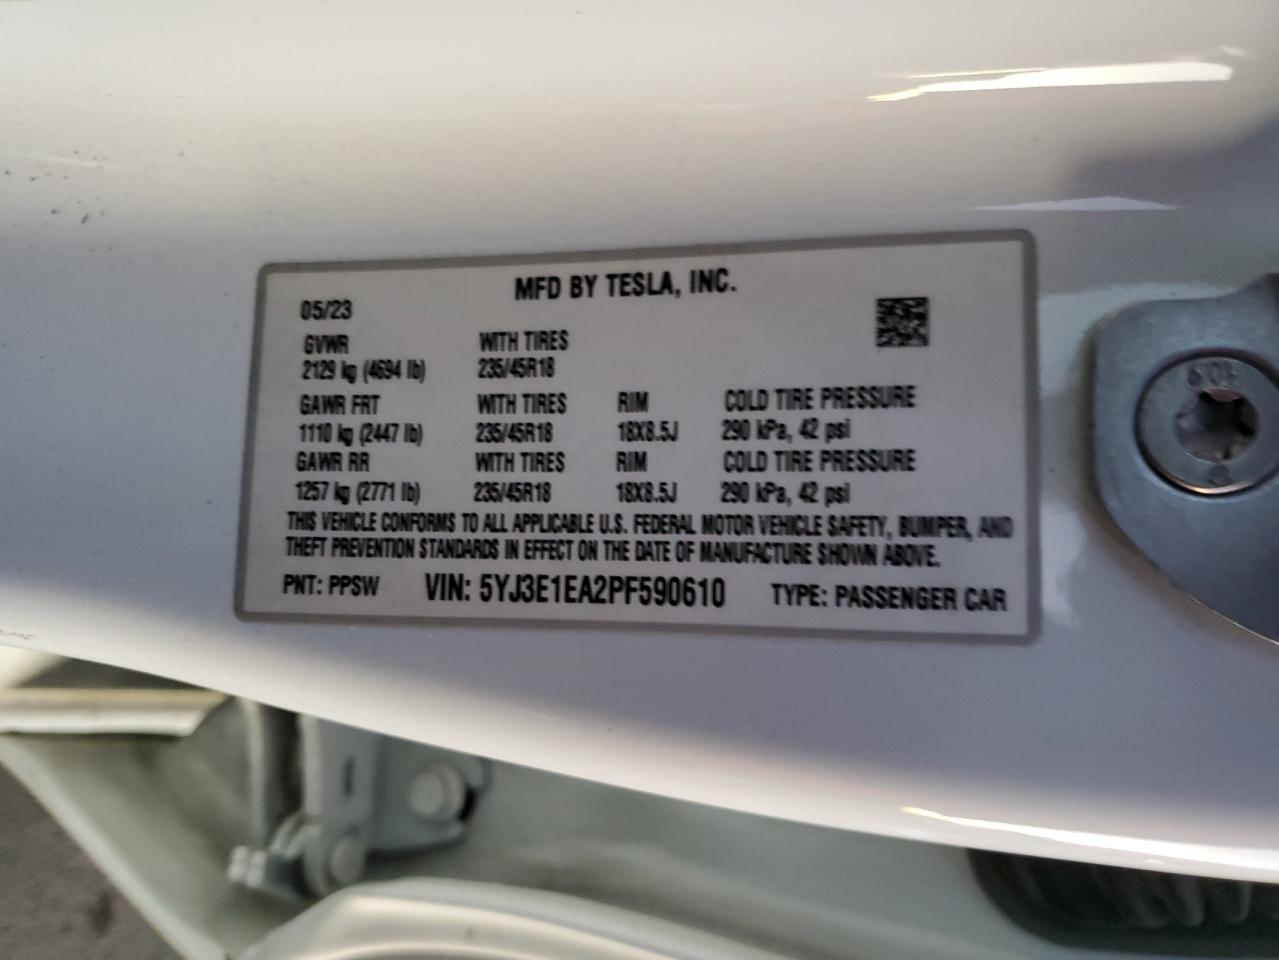 MFD BY TESLA, INC.
05/23
GVWR WITH TIRES
2129 kg (4694 lb) 235/45R18
GAWR FRT WITH TIRES RIM COLD TIRE PRESSURE
1110 kg (2447 lb) 235/45R18 18X8.5J 290 kPa, 42 psi
GAWR RR WITH TIRES RIM COLD TIRE PRESSURE
1257 kg (2771 lb) 235/45R18 18X8.5J 290 kPa, 42 psi
THIS VEHICLE CONFORMS TO ALL APPLICABLE U.S. FEDERAL MOTOR VEHICLE SAFETY, BUMPER, AND
THEFT PREVENTION STANDARDS IN EFFECT ON THE DATE OF MANUFACTURE SHOWN ABOVE.
PNT: PPSW VIN: 5YJ3E1EA2PF590610 TYPE: PASSENGER CAR
10.9